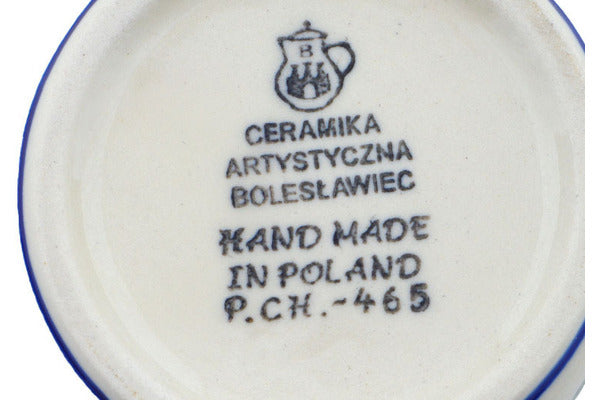 B
CERAMIKA
ARTYSTYCZNA
BOLESŁAWIEC
HAND MADE
IN POLAND
P.CH.-465